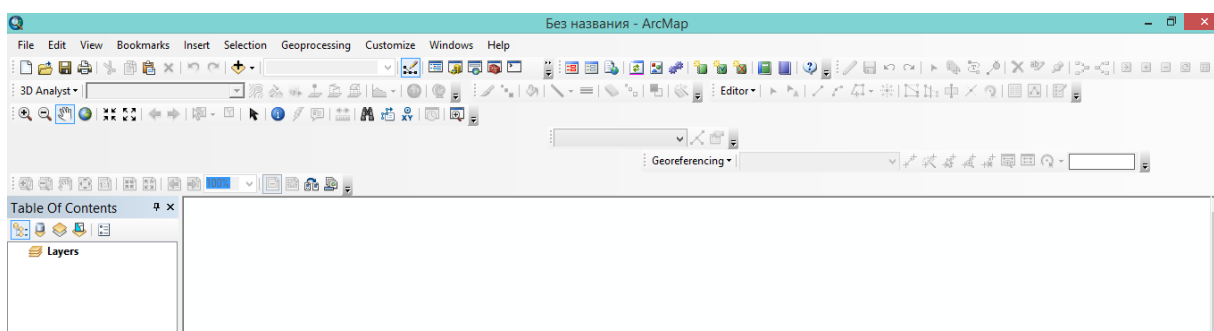 Без названия - ArcMap
File Edit View Bookmarks Insert Selection Geoprocessing Customize Windows Help
3D Analyst Editor
Georeferencing
100%
Table Of Contents
Layers